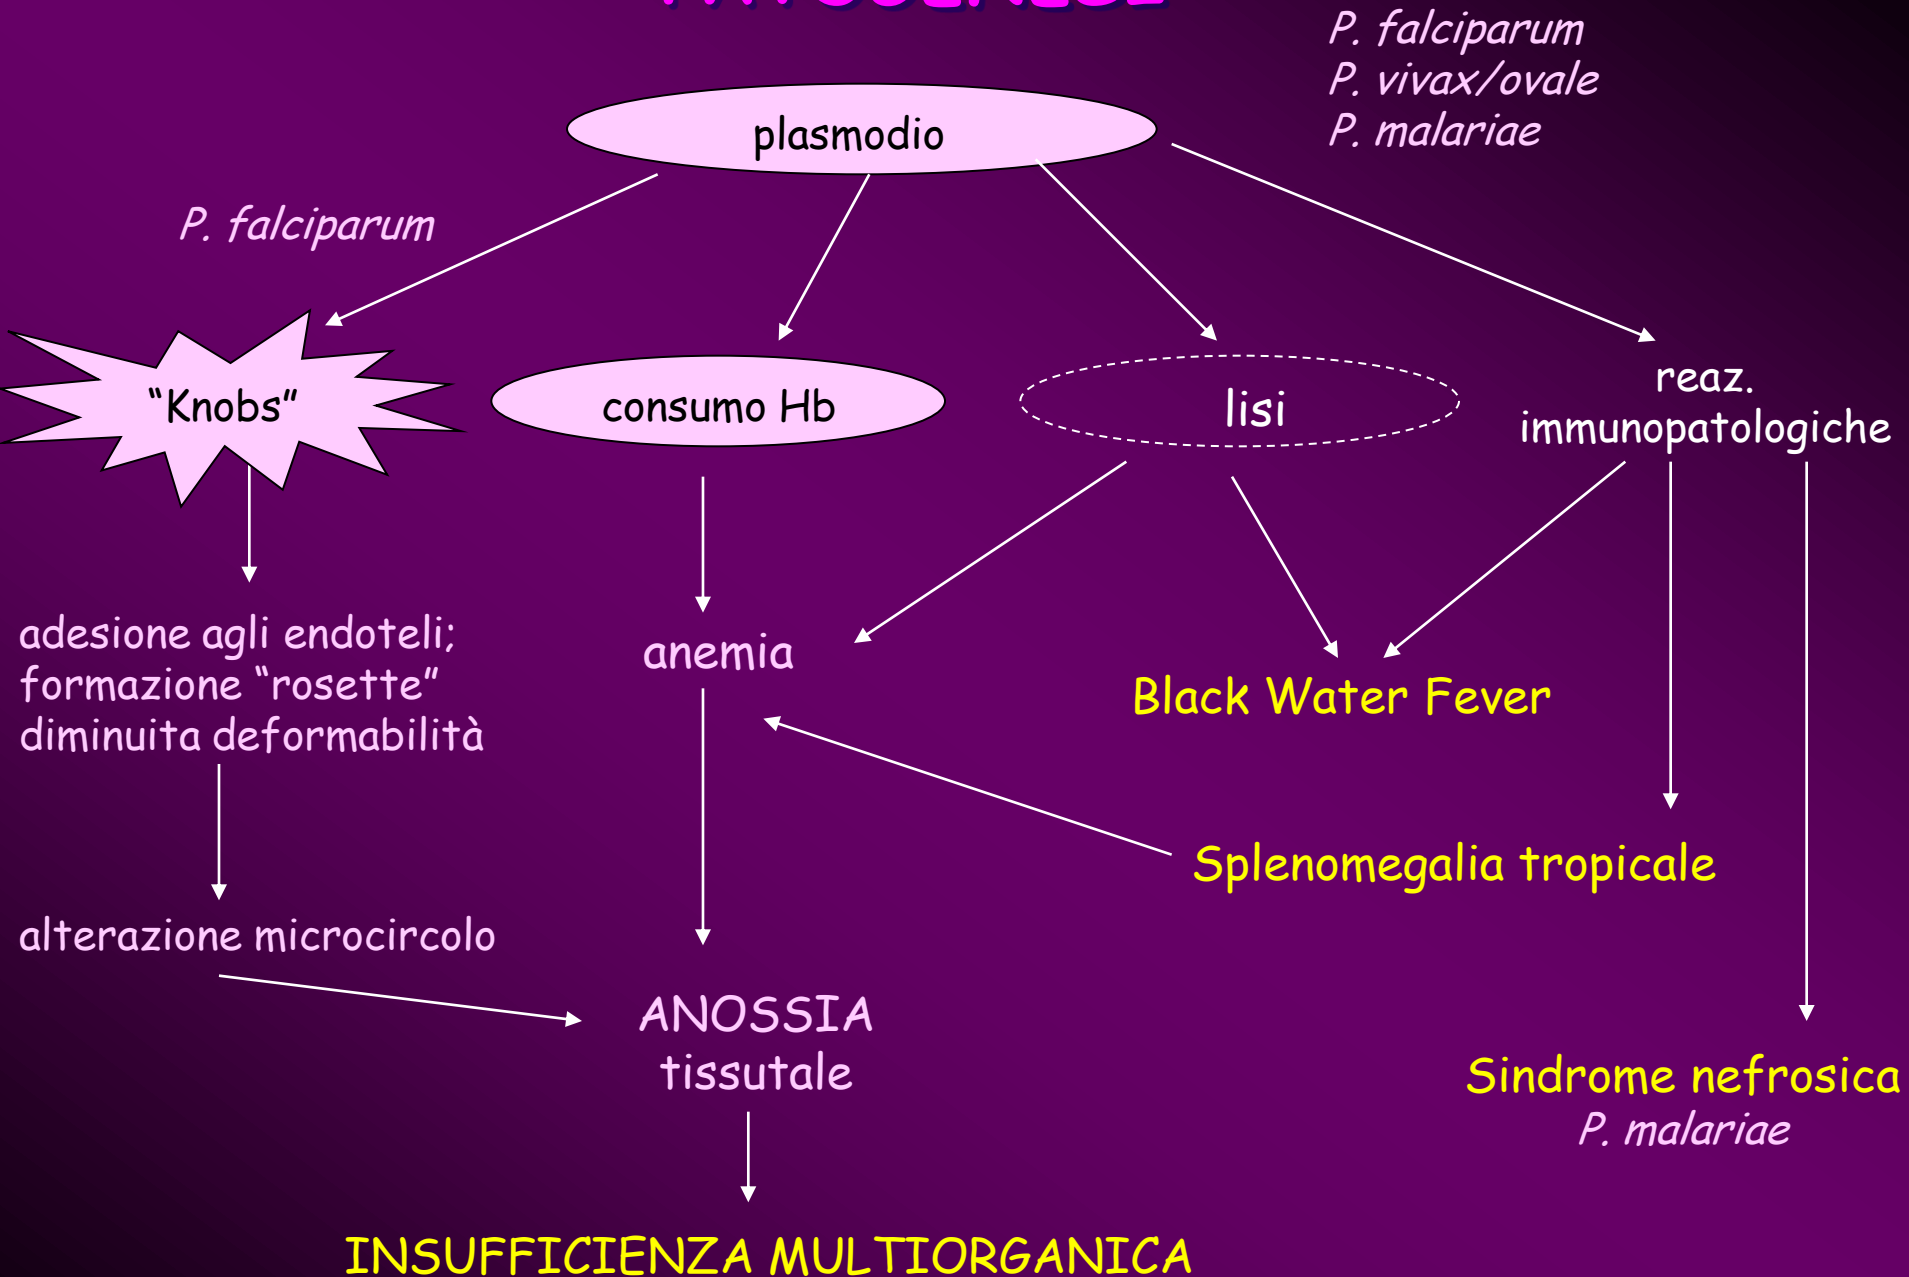 PATOGENESI
P. falciparum
P. vivax/ovale
P. malariae
plasmodio
P. falciparum
“Knobs”
consumo Hb
lisi
reaz.
immunopatologiche
adesione agli endoteli;
formazione “rosette”
diminuita deformabilità
anemia
Black Water Fever
Splenomegalia tropicale
alterazione microcircolo
ANOSSIA
tissutale
Sindrome nefrosica
P. malariae
INSUFFICIENZA MULTIORGANICA